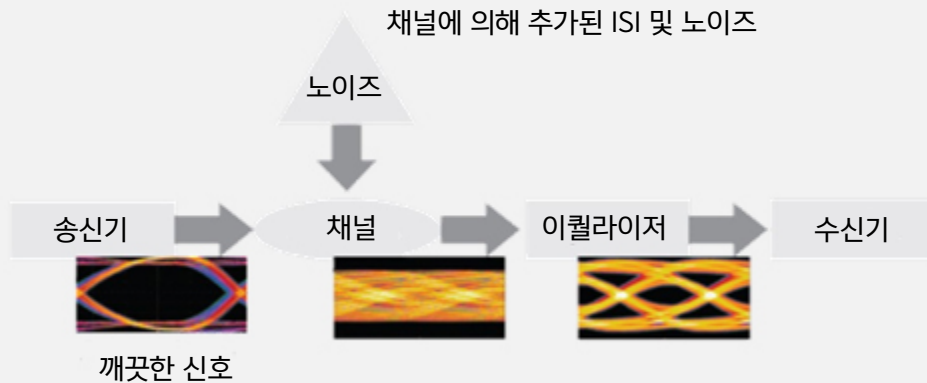 채널에 의해 추가된 ISI 및 노이즈
노이즈
송신기
채널
이퀄라이저
수신기
깨끗한 신호